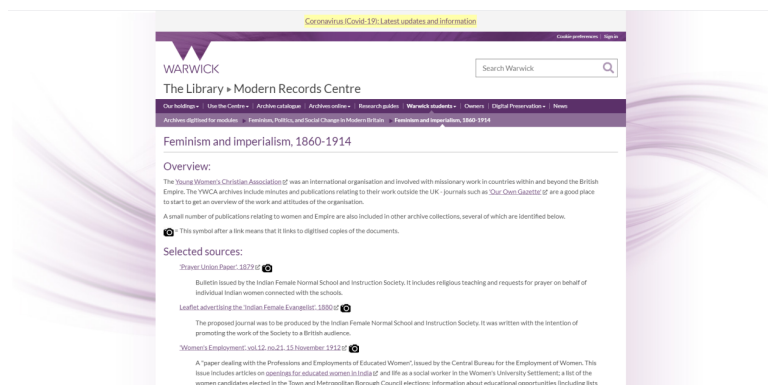 Coronavirus (Covid-19): Latest updates and information
Cookie preferences | Sign in
WARWICK
Search Warwick
The Library ▸ Modern Records Centre
Our holdings | Use the Centre | Archive catalogue | Archives online | Research guides | Warwick students | Owners | Digital Preservation | News
Archives digitised for modules Feminism, Politics, and Social Change in Modern Britain Feminism and imperialism, 1860-1914
Feminism and imperialism, 1860-1914
Overview:
The Young Women's Christian Association was an international organisation and involved with missionary work in countries within and beyond the British
Empire. The YWCA archives include minutes and publications relating to their work outside the UK - journals such as 'Our Own Gazette' are a good place
to start to get an overview of the work and attitudes of the organisation.
A small number of publications relating to women and Empire are also included in other archive collections, several of which are identified below.
= This symbol after a link means that it links to digitised copies of the documents.
Selected sources:
'Prayer Union Paper', 1879
Bulletin issued by the Indian Female Normal School and Instruction Society. It includes religious teaching and requests for prayer on behalf of
individual Indian women connected with the schools.
Leaflet advertising the 'Indian Female Evangelist', 1880
The proposed journal was to be produced by the Indian Female Normal School and Instruction Society. It was written with the intention of
promoting the work of the Society to a British audience.
'Women's Employment', vol.12, no.21, 15 November 1912
A "paper dealing with the Professions and Employments of Educated Women", issued by the Central Bureau for the Employment of Women. This
issue includes articles on openings for educated women in India and life as a social worker in the Women's University Settlement; a list of the
women candidates elected in the Town and Metropolitan Borough Council elections; information about educational opportunities (including lists